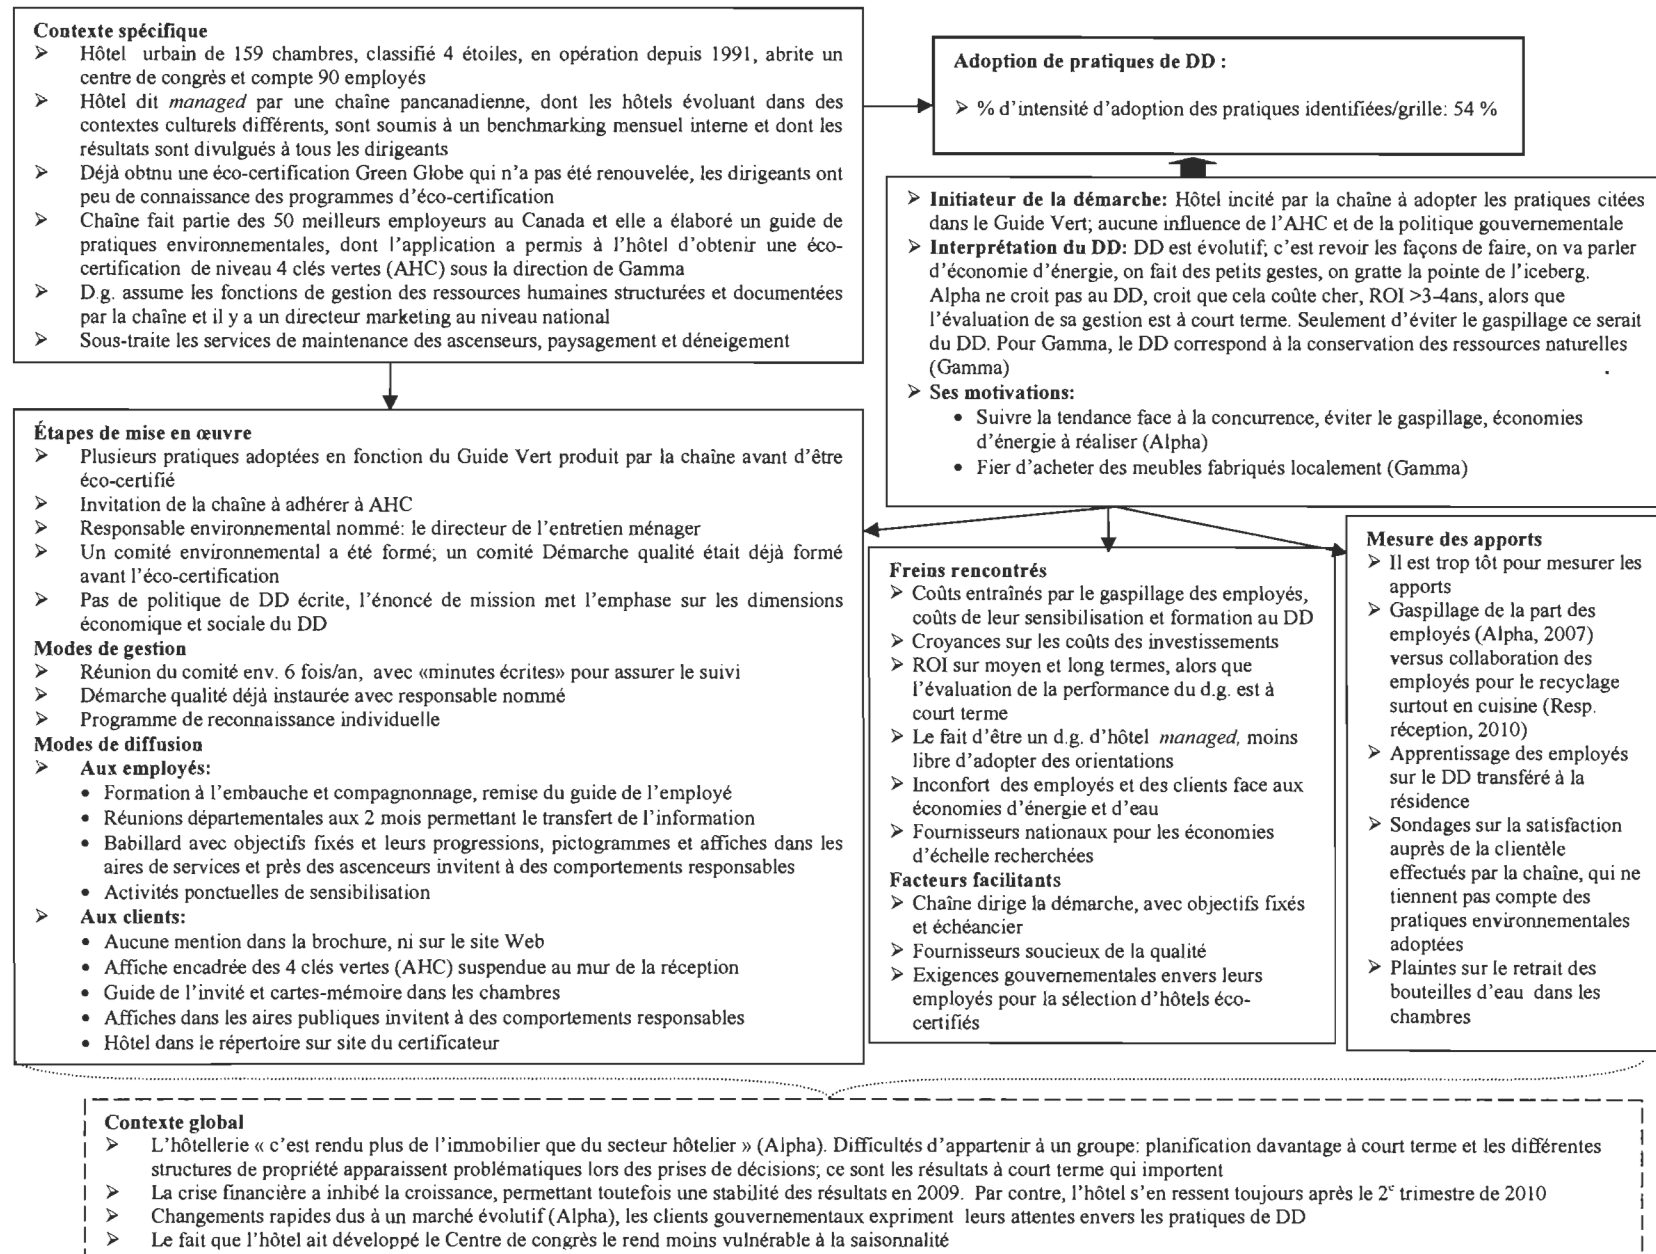 Contexte spécifique
➤ Hôtel urbain de 159 chambres, classifié 4 étoiles, en opération depuis 1991, abrite un
centre de congrès et compte 90 employés
➤ Hôtel dit managed par une chaîne pancanadienne, dont les hôtels évoluant dans des
contextes culturels différents, sont soumis à un benchmarking mensuel interne et dont les
résultats sont divulgués à tous les dirigeants
➤ Déjà obtnu une éco-certification Green Globe qui n'a pas été renouvelée, les dirigeants ont
peu de connaissance des programmes d'éco-certification
➤ Chaîne fait partie des 50 meilleurs employeurs au Canada et elle a élaboré un guide de
pratiques environnementales, dont l'application a permis à l'hôtel d'obtenir une éco-
certification de niveau 4 clés vertes (AHC) sous la direction de Gamma
➤ D.g. assume les fonctions de gestion des ressources humaines structurées et documentées
par la chaîne et il y a un directeur marketing au niveau national
➤ Sous-traite les services de maintenance des ascenseurs, paysagement et déneigement
Adoption de pratiques de DD :
➤ % d'intensité d'adoption des pratiques identifiées/grille: 54 %
➤ Initiateur de la démarche: Hôtel incité par la chaîne à adopter les pratiques citées
dans le Guide Vert; aucune influence de l'AHC et de la politique gouvernementale
➤ Interprétation du DD: DD est évolutif; c'est revoir les façons de faire, on va parler
d'économie d'énergie, on fait des petits gestes, on gratte la pointe de l'iceberg.
Alpha ne croit pas au DD, croit que cela coûte cher, ROI >3-4ans, alors que
l'évaluation de sa gestion est à court terme. Seulement d'éviter le gaspillage ce serait
du DD. Pour Gamma, le DD correspond à la conservation des ressources naturelles
(Gamma)
➤ Ses motivations:
• Suivre la tendance face à la concurrence, éviter le gaspillage, économies
d'énergie à réaliser (Alpha)
• Fier d'acheter des meubles fabriqués localement (Gamma)
Étapes de mise en œuvre
➤ Plusieurs pratiques adoptées en fonction du Guide Vert produit par la chaîne avant d'être
éco-certifié
➤ Invitation de la chaîne à adhérer à AHC
➤ Responsable environnemental nommé: le directeur de l'entretien ménager
➤ Un comité environnemental a été formé; un comité Démarche qualité était déjà formé
avant l'éco-certification
➤ Pas de politique de DD écrite, l'énoncé de mission met l'emphase sur les dimensions
économique et sociale du DD
Modes de gestion
➤ Réunion du comité env. 6 fois/an, avec «minutes écrites» pour assurer le suivi
➤ Démarche qualité déjà instaurée avec responsable nommé
➤ Programme de reconnaissance individuelle
Modes de diffusion
➤ Aux employés:
• Formation à l'embauche et compagnonnage, remise du guide de l'employé
• Réunions départementales aux 2 mois permettant le transfert de l'information
• Babillard avec objectifs fixés et leurs progressions, pictogrammes et affiches dans les
aires de services et près des ascenceurs invitent à des comportements responsables
• Activités ponctuelles de sensibilisation
➤ Aux clients:
• Aucune mention dans la brochure, ni sur le site Web
• Affiche encadrée des 4 clés vertes (AHC) suspendue au mur de la réception
• Guide de l'invité et cartes-mémoire dans les chambres
• Affiches dans les aires publiques invitent à des comportements responsables
• Hôtel dans le répertoire sur site du certificateur
Freins rencontrés
➤ Coûts entraînés par le gaspillage des employés,
coûts de leur sensibilisation et formation au DD
➤ Croyances sur les coûts des investissements
➤ ROI sur moyen et long termes, alors que
l'évaluation de la performance du d.g. est à
court terme
➤ Le fait d'être un d.g. d'hôtel managed, moins
libre d'adopter des orientations
➤ Inconfort des employés et des clients face aux
économies d'énergie et d'eau
➤ Fournisseurs nationaux pour les économies
d'échelle recherchées
Facteurs facilitants
➤ Chaîne dirige la démarche, avec objectifs fixés
et échéancier
➤ Fournisseurs soucieux de la qualité
➤ Exigences gouvernementales envers leurs
employés pour la sélection d'hôtels éco-
certifiés
Mesure des apports
➤ Il est trop tôt pour mesurer les
apports
➤ Gaspillage de la part des
employés (Alpha, 2007)
versus collaboration des
employés pour le recyclage
surtout en cuisine (Resp.
réception, 2010)
➤ Apprentissage des employés
sur le DD transféré à la
résidence
➤ Sondages sur la satisfaction
auprès de la clientèle
effectués par la chaîne, qui ne
tiennent pas compte des
pratiques environnementales
adoptées
➤ Plaintes sur le retrait des
bouteilles d'eau dans les
chambres
Contexte global
➤ L'hôtellerie « c'est rendu plus de l'immobilier que du secteur hôtelier » (Alpha). Difficultés d'appartenir à un groupe: planification davantage à court terme et les différentes
structures de propriété apparaissent problématiques lors des prises de décisions; ce sont les résultats à court terme qui importent
➤ La crise financière a inhibé la croissance, permettant toutefois une stabilité des résultats en 2009. Par contre, l'hôtel s'en ressent toujours après le 2e trimestre de 2010
➤ Changements rapides dus à un marché évolutif (Alpha), les clients gouvernementaux expriment leurs attentes envers les pratiques de DD
➤ Le fait que l'hôtel ait développé le Centre de congrès le rend moins vulnérable à la saisonnalité